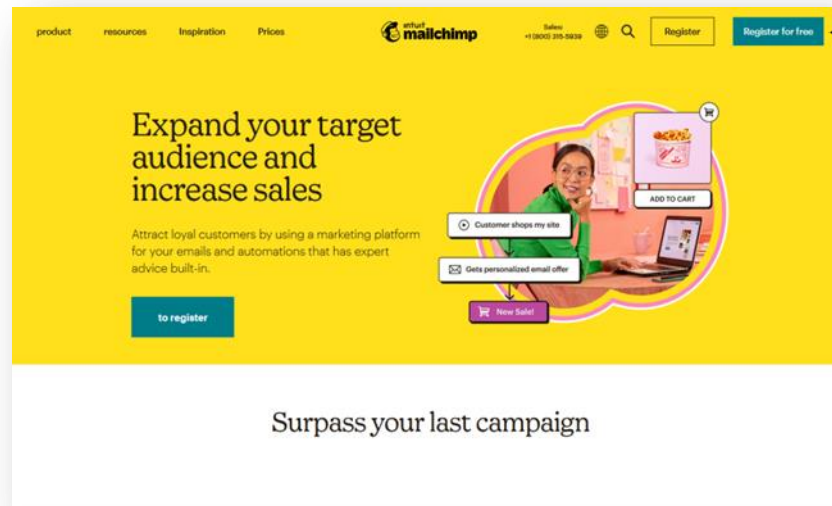 product
resources
Inspiration
Prices
intuit
mailchimp
Sales:
+1 (800) 315-5939
Register
Register for free
Expand your target
audience and
increase sales
Attract loyal customers by using a marketing platform
for your emails and automations that has expert
advice built-in.
to register
ADD TO CART
Customer shops my site
Gets personalized email offer
New Sale!
Surpass your last campaign